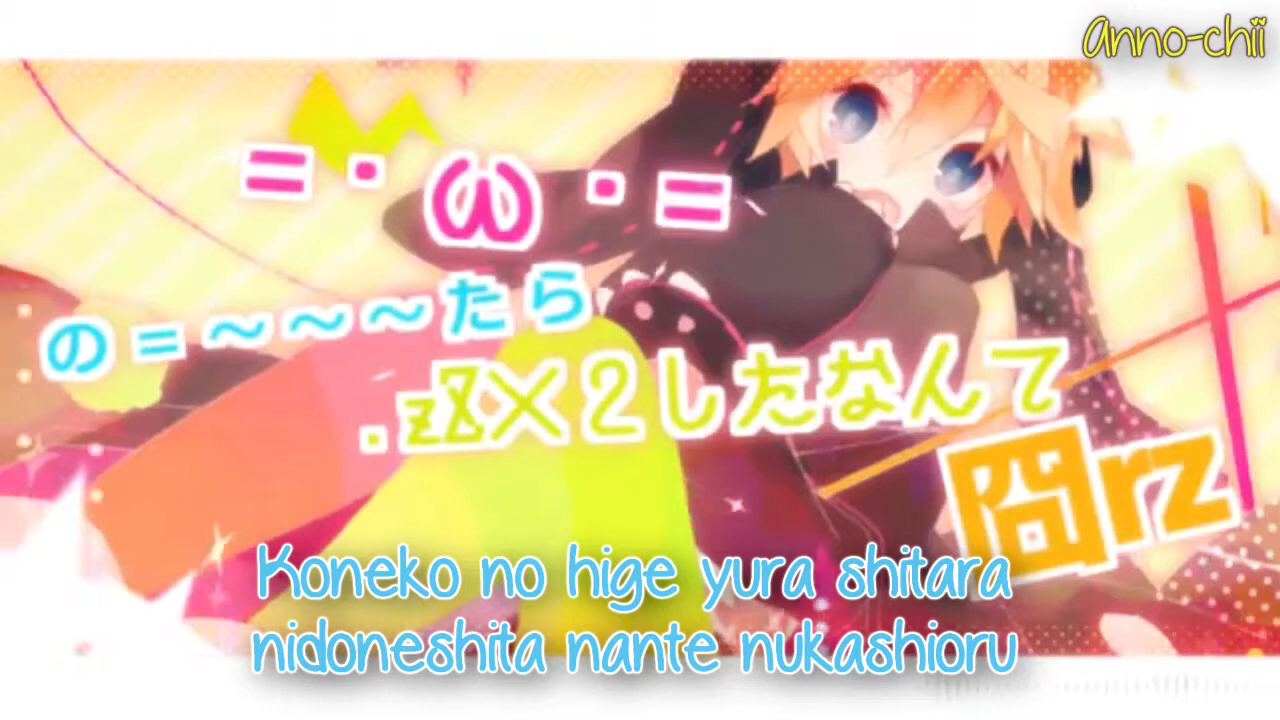 anno-chii
=・ω・=
の=~~~たら
.zZ×2したなんて
囧rz
Koneko no hige yura shitara
nidoneshita nante nukashioru